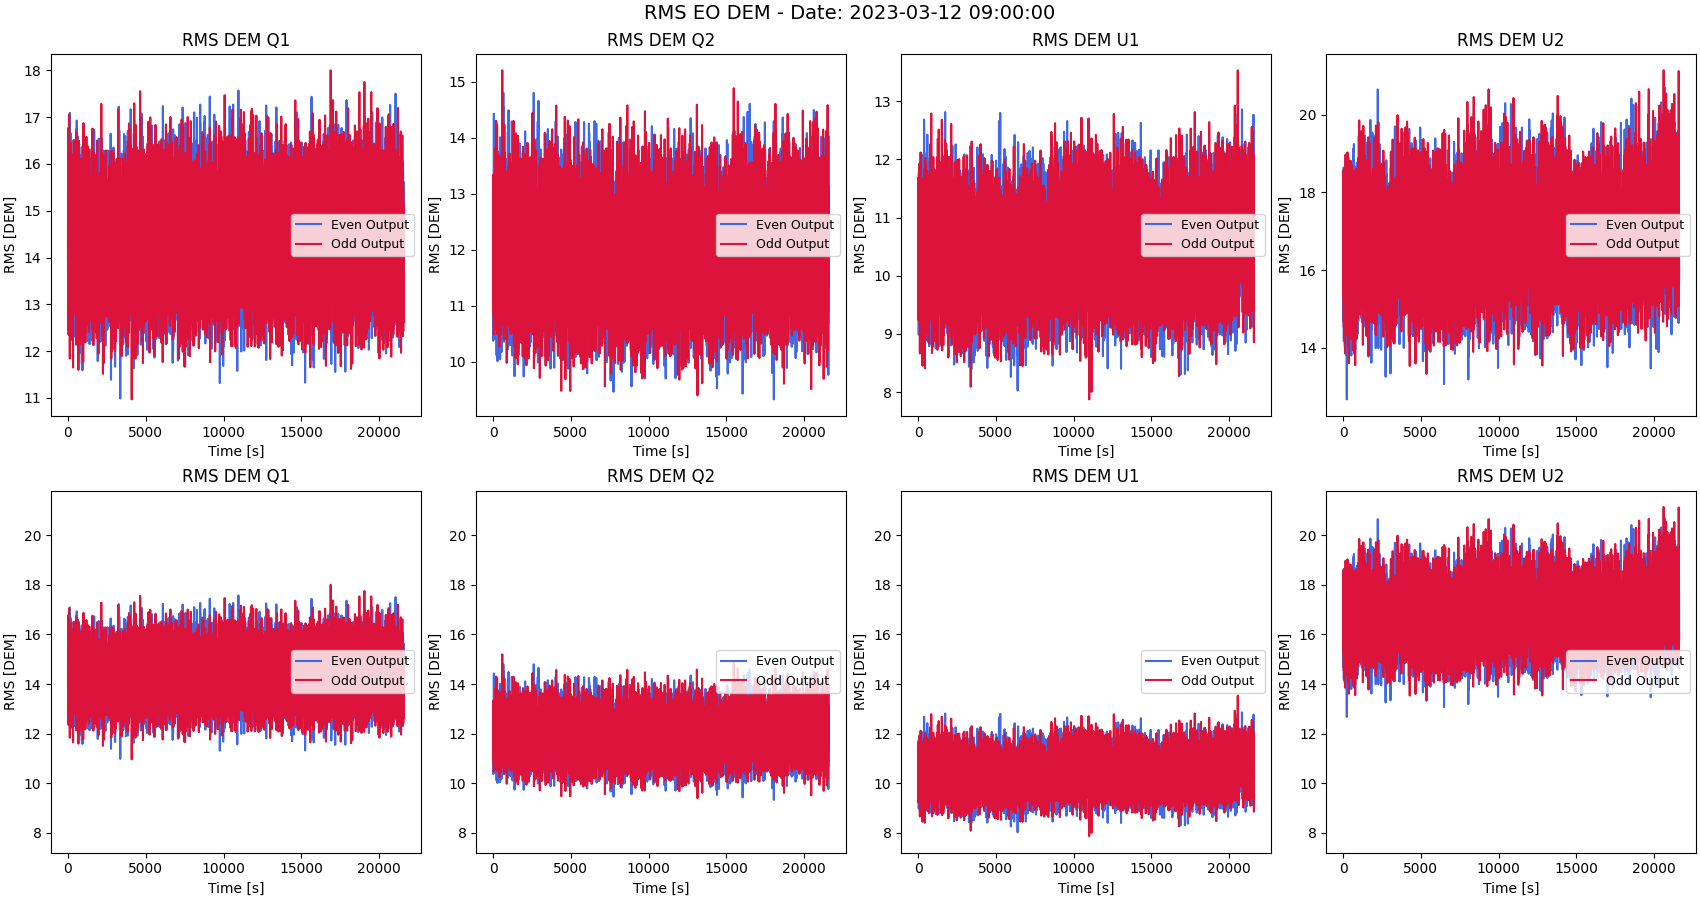 RMS EO DEM - Date: 2023-03-12 09:00:00
RMS DEM Q1
RMS [DEM]
18
17
16
15
14
13
12
11
Even Output
Odd Output
0 5000 10000 15000 20000
Time [s]
RMS DEM Q2
RMS [DEM]
15
14
13
12
11
10
Even Output
Odd Output
0 5000 10000 15000 20000
Time [s]
RMS DEM U1
RMS [DEM]
13
12
11
10
9
8
Even Output
Odd Output
0 5000 10000 15000 20000
Time [s]
RMS DEM U2
RMS [DEM]
20
18
16
14
Even Output
Odd Output
0 5000 10000 15000 20000
Time [s]
RMS DEM Q1
RMS [DEM]
20
18
16
14
12
10
8
Even Output
Odd Output
0 5000 10000 15000 20000
Time [s]
RMS DEM Q2
RMS [DEM]
20
18
16
14
12
10
8
Even Output
Odd Output
0 5000 10000 15000 20000
Time [s]
RMS DEM U1
RMS [DEM]
20
18
16
14
12
10
8
Even Output
Odd Output
0 5000 10000 15000 20000
Time [s]
RMS DEM U2
RMS [DEM]
20
18
16
14
12
10
8
Even Output
Odd Output
0 5000 10000 15000 20000
Time [s]